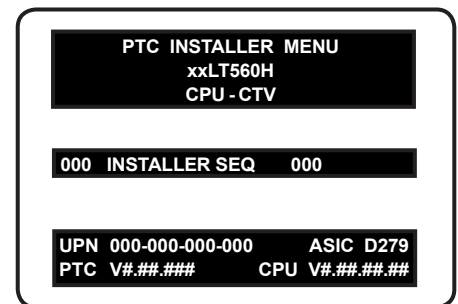 PTC INSTALLER MENU
xxLT560H
CPU - CTV
000 INSTALLER SEQ 000
UPN 000-000-000-000 ASIC D279
PTC V#.##.### CPU V#.##.##.##